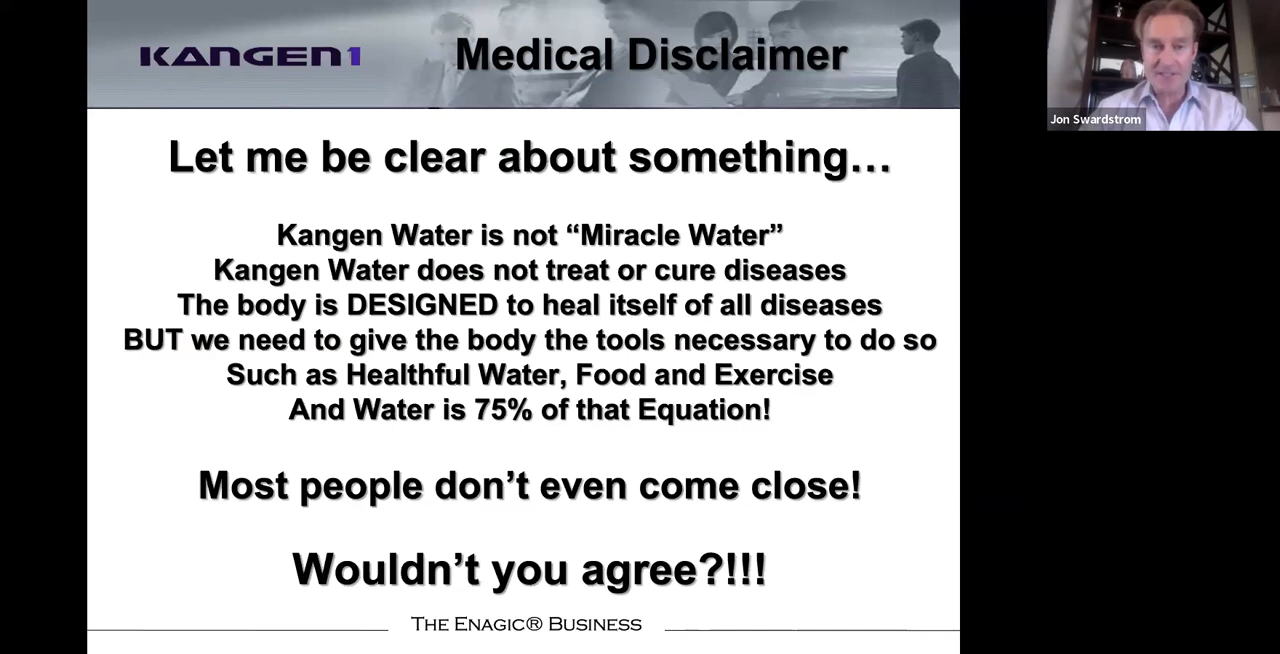 KANGEN1
Medical Disclaimer
Jon Swardstrom
Let me be clear about something…
Kangen Water is not “Miracle Water”
Kangen Water does not treat or cure diseases
The body is DESIGNED to heal itself of all diseases
BUT we need to give the body the tools necessary to do so
Such as Healthful Water, Food and Exercise
And Water is 75% of that Equation!
Most people don’t even come close!
Wouldn’t you agree?!!!
THE ENAGIC® BUSINESS